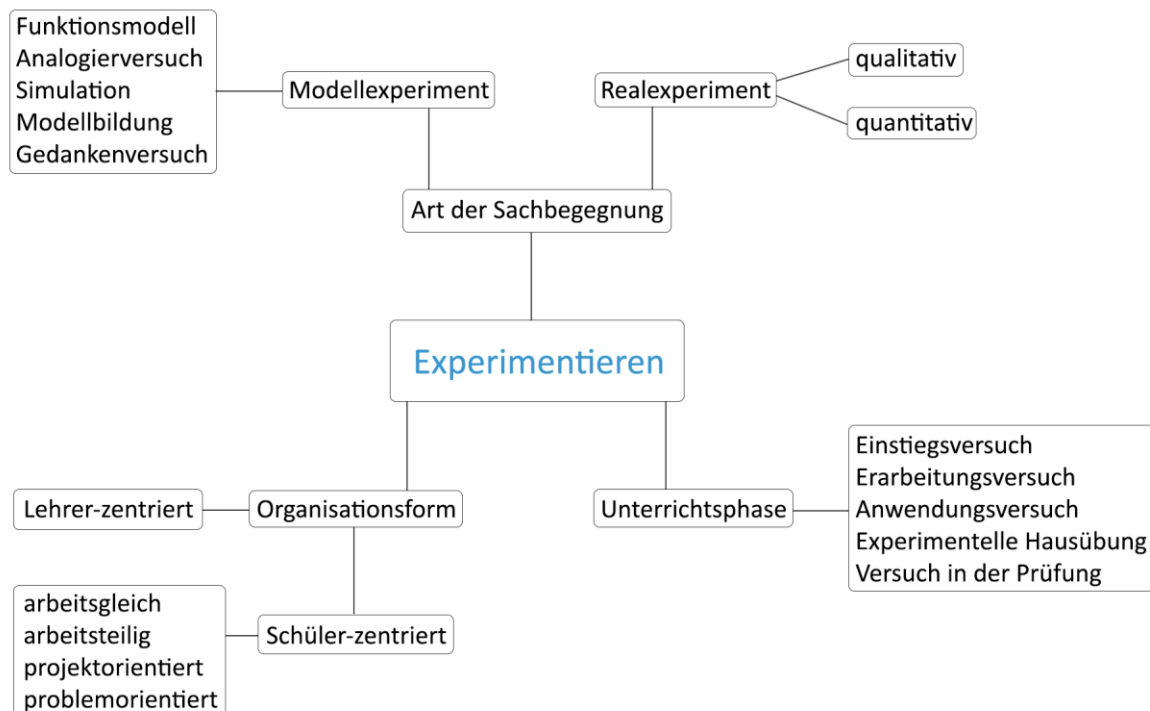 Funktionsmodell
Analogierversuch
Simulation
Modellbildung
Gedankenversuch
Modellexperiment
Realexperiment
qualitativ
quantitativ
Art der Sachbegegnung
Experimentieren
Lehrer-zentriert
Organisationsform
arbeitsgleich
arbeitsteilig
projektorientiert
problemorientiert
Schüler-zentriert
Unterrichtsphase
Einstiegsversuch
Erarbeitungsversuch
Anwendungsversuch
Experimentelle Hausübung
Versuch in der Prüfung